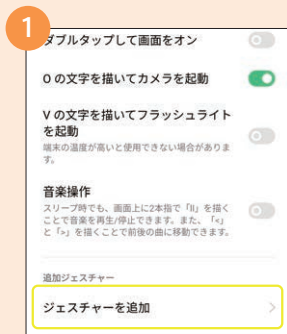 1
ダブルタップして画面をオン
O の文字を描いてカメラを起動
V の文字を描いてフラッシュライト
を起動
端末の温度が高いと使用できない場合がありま
す。
音楽操作
スリープ時でも、画面上に2本指で「II」を描く
ことで音楽を再生/停止できます。また、「<」
と「>」を描くことで前後の曲に移動できます。
追加ジェスチャー
ジェスチャーを追加